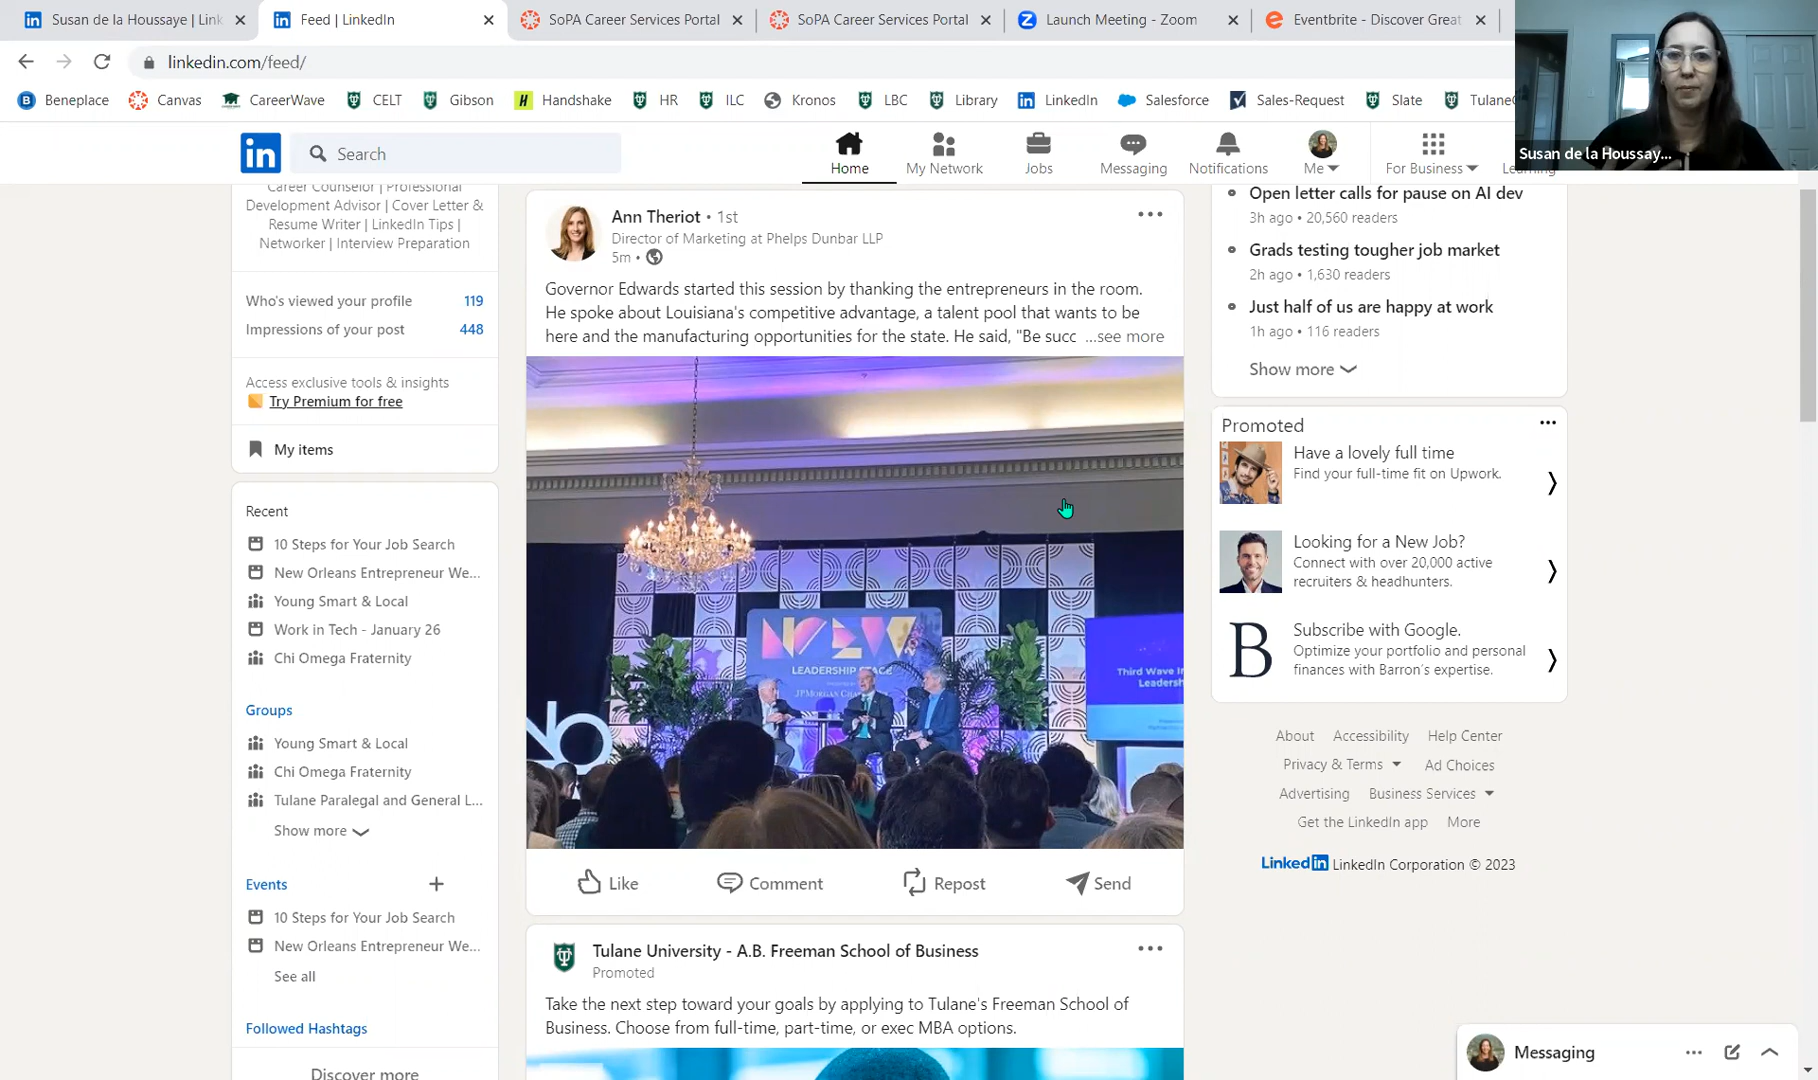 Susan de la Houssaye | Link
Feed | LinkedIn
SoPA Career Services Portal
SoPA Career Services Portal
Launch Meeting - Zoom
Eventbrite - Discover Great
linkedin.com/feed/
Beneplace
Canvas
CareerWave
CELT
Gibson
Handshake
HR
ILC
Kronos
LBC
Library
LinkedIn
Salesforce
Sales-Request
Slate
Susan de la Houssay...
Search
Home
My Network
Jobs
Messaging
Notifications
Me
For Business
Learning
Career Counselor | Professional
Development Advisor | Cover Letter &
Resume Writer | LinkedIn Tips |
Networker | Interview Preparation
Who's viewed your profile 119
Impressions of your post 448
Access exclusive tools & insights
Try Premium for free
My items
Recent
10 Steps for Your Job Search
New Orleans Entrepreneur We...
Young Smart & Local
Work in Tech - January 26
Chi Omega Fraternity
Groups
Young Smart & Local
Chi Omega Fraternity
Tulane Paralegal and General L...
Show more
Events +
10 Steps for Your Job Search
New Orleans Entrepreneur We...
See all
Followed Hashtags
Discover more
Ann Theriot • 1st
Director of Marketing at Phelps Dunbar LLP
5m •
Governor Edwards started this session by thanking the entrepreneurs in the room.
He spoke about Louisiana's competitive advantage, a talent pool that wants to be
here and the manufacturing opportunities for the state. He said, "Be succ ...see more
NOEW
LEADERSHIP STAGE
JPMORGAN CHA
Third Wave
Leadersh
Like
Comment
Repost
Send
Tulane University - A.B. Freeman School of Business
Promoted
Take the next step toward your goals by applying to Tulane's Freeman School of
Business. Choose from full-time, part-time, or exec MBA options.
Open letter calls for pause on AI dev
3h ago • 20,560 readers
Grads testing tougher job market
2h ago • 1,630 readers
Just half of us are happy at work
1h ago • 116 readers
Show more
Promoted
Have a lovely full time
Find your full-time fit on Upwork.
Looking for a New Job?
Connect with over 20,000 active
recruiters & headhunters.
B
Subscribe with Google.
Optimize your portfolio and personal
finances with Barron's expertise.
About Accessibility Help Center
Privacy & Terms Ad Choices
Advertising Business Services
Get the LinkedIn app More
LinkedIn LinkedIn Corporation © 2023
Messaging